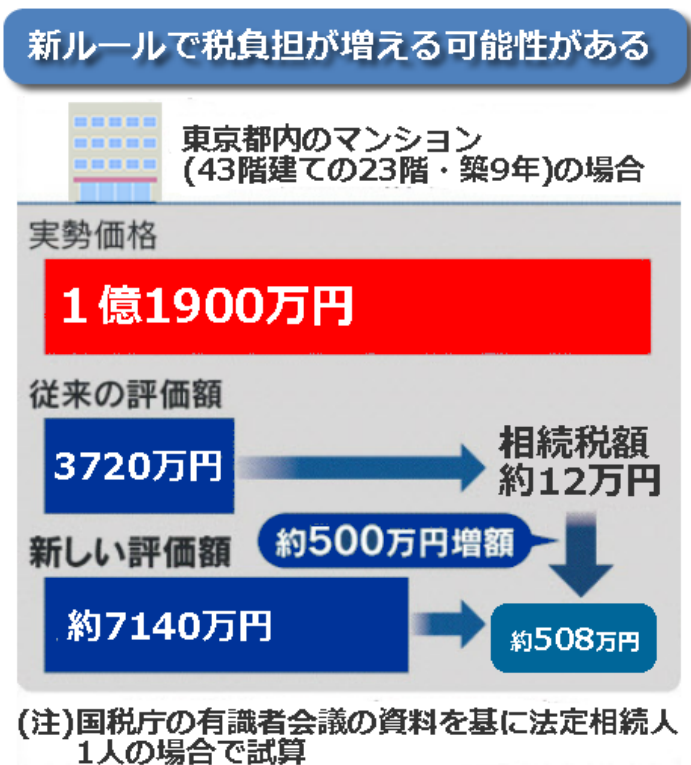 新ルールで税負担が増える可能性がある
東京都内のマンション
(43階建ての23階・築9年)の場合
実勢価格
１億1900万円
従来の評価額
3720万円
相続税額
約12万円
約500万円増額
新しい評価額
約7140万円
約508万円
(注)国税庁の有識者会議の資料を基に法定相続人
1人の場合で試算